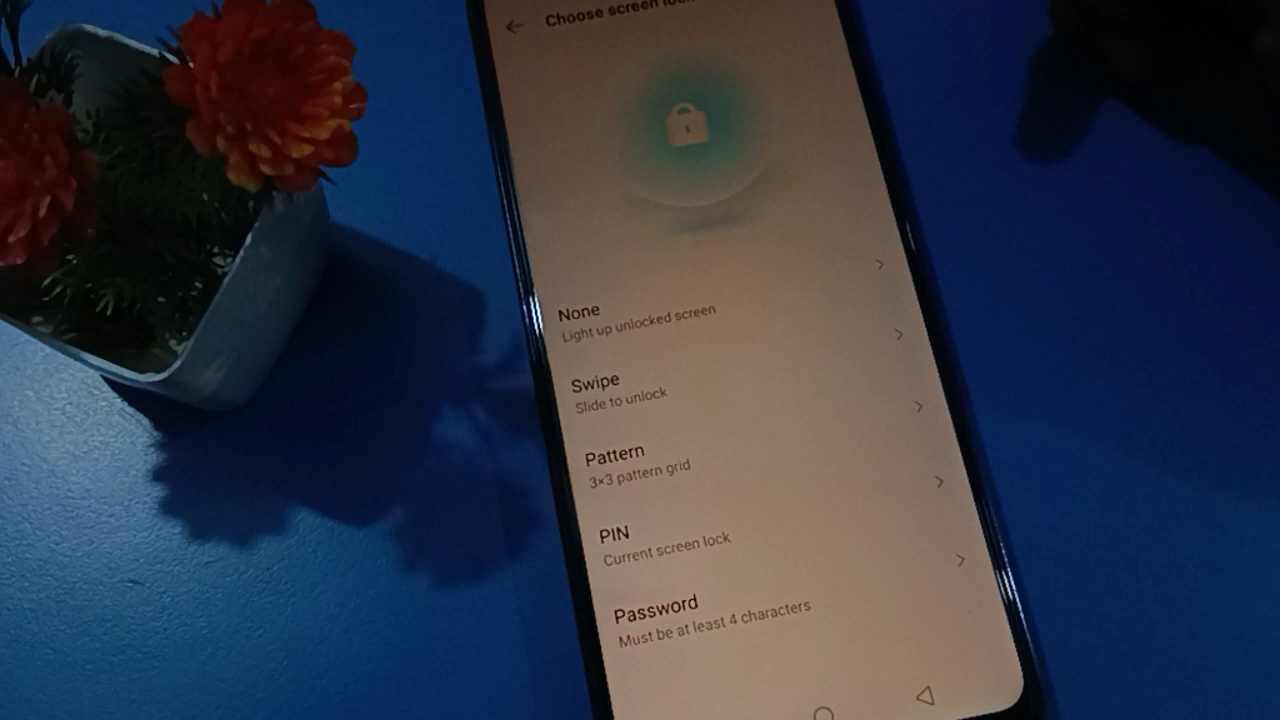 Choose screen lock
None
Light up unlocked screen
Swipe
Slide to unlock
Pattern
3×3 pattern grid
PIN
Current screen lock
Password
Must be at least 4 characters